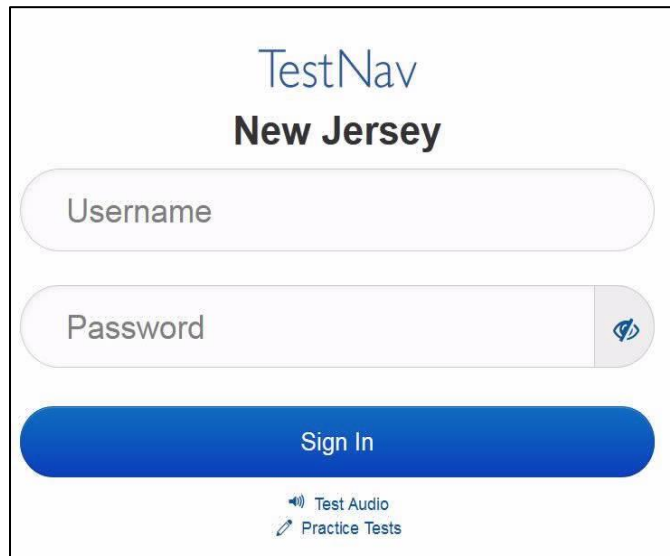 TestNav
New Jersey
Username
Password
Sign In
Test Audio
Practice Tests